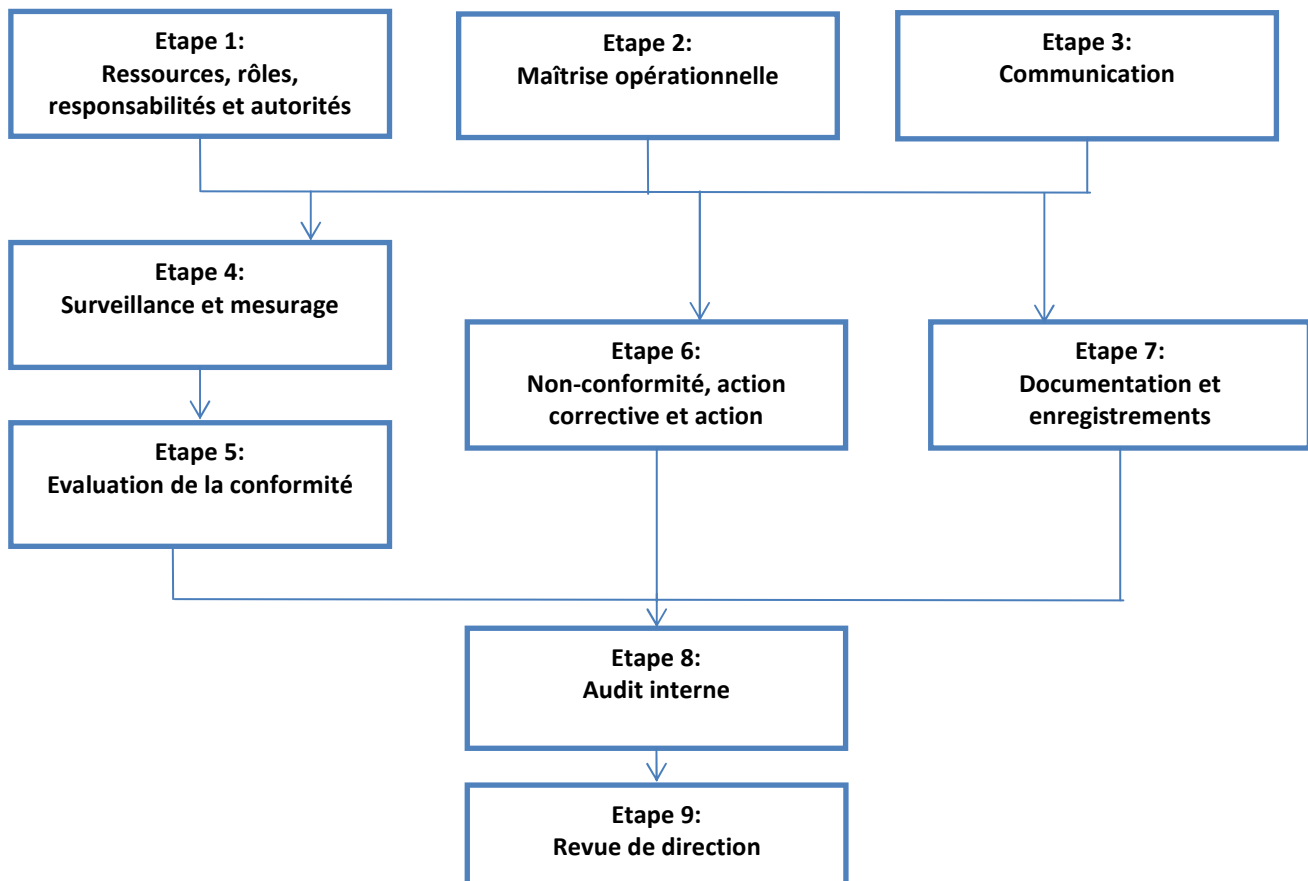 Etape 1:
Ressources, rôles,
responsabilités et autorités
Etape 2:
Maîtrise opérationnelle
Etape 3:
Communication
Etape 4:
Surveillance et mesurage
Etape 5:
Evaluation de la conformité
Etape 6:
Non-conformité, action
corrective et action
Etape 7:
Documentation et
enregistrements
Etape 8:
Audit interne
Etape 9:
Revue de direction